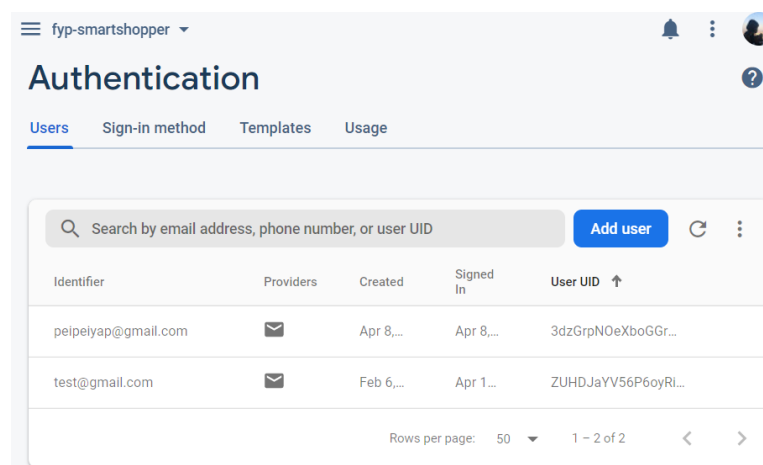 fyp-smartshopper
Authentication
Users Sign-in method Templates Usage
Search by email address, phone number, or user UID Add user
Identifier Providers Created Signed In User UID
peipeiyap@gmail.com Apr 8,... Apr 8,... 3dzGrpNOeXboGGr...
test@gmail.com Feb 6,... Apr 1... ZUHDJaYV56P6oyRi...
Rows per page: 50 1 – 2 of 2